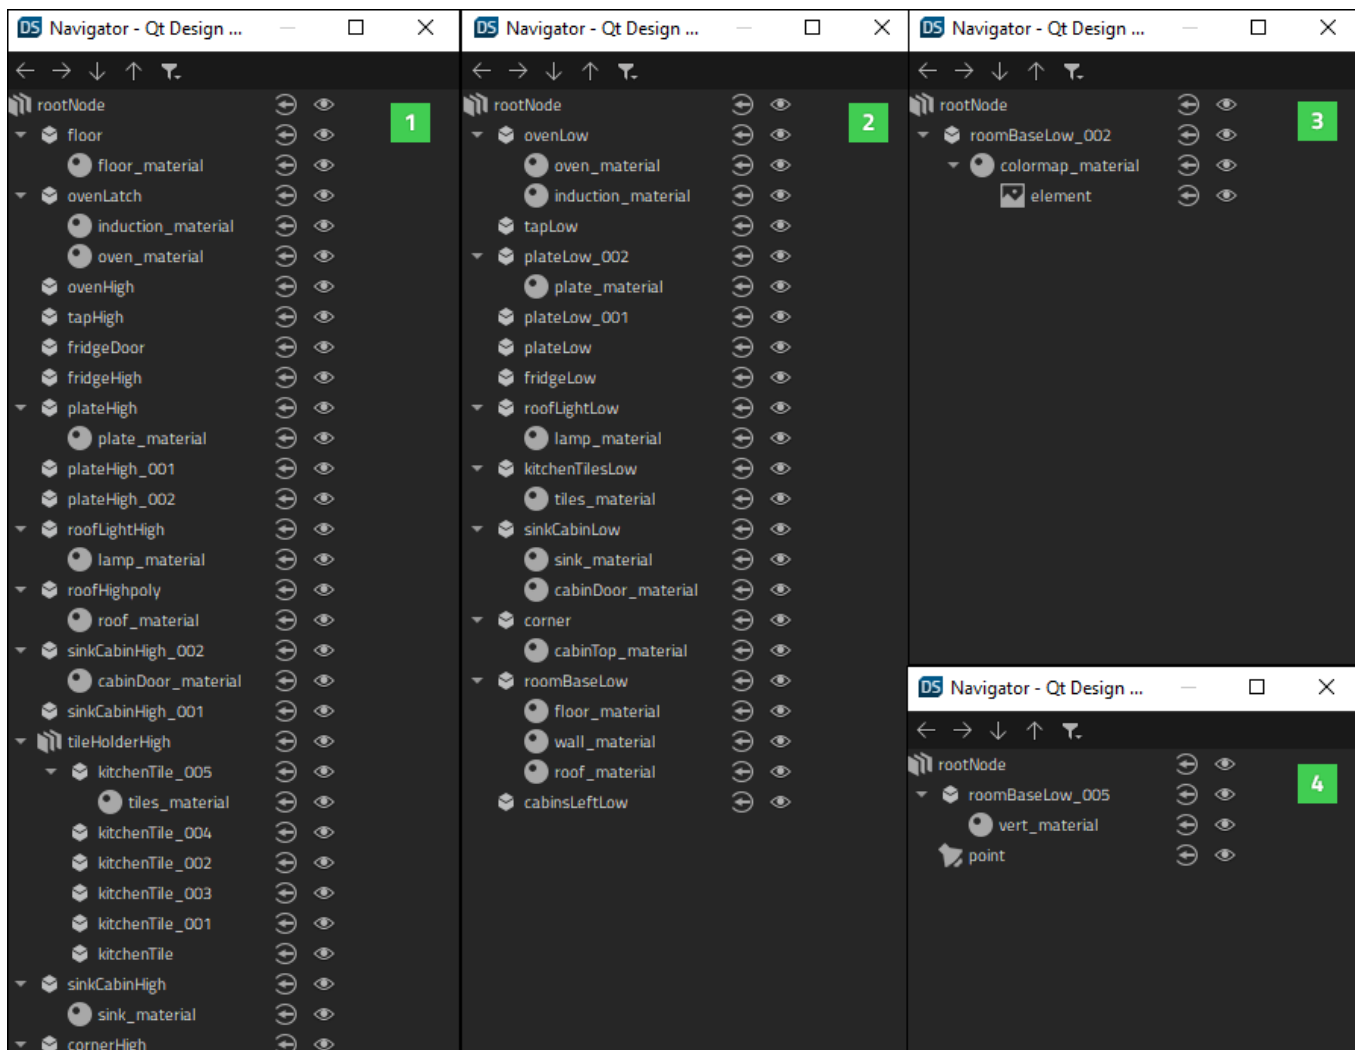 DS Navigator - Qt Design ...
rootNode
1
floor
floor_material
ovenLatch
induction_material
oven_material
ovenHigh
tapHigh
fridgeDoor
fridgeHigh
plateHigh
plate_material
plateHigh_001
plateHigh_002
roofLightHigh
lamp_material
roofHighpoly
roof_material
sinkCabinHigh_002
cabinDoor_material
sinkCabinHigh_001
tileHolderHigh
kitchenTile_005
tiles_material
kitchenTile_004
kitchenTile_002
kitchenTile_003
kitchenTile_001
kitchenTile
sinkCabinHigh
sink_material
cornerHigh
DS Navigator - Qt Design ...
rootNode
2
ovenLow
oven_material
induction_material
tapLow
plateLow_002
plate_material
plateLow_001
plateLow
fridgeLow
roofLightLow
lamp_material
kitchenTilesLow
tiles_material
sinkCabinLow
sink_material
cabinDoor_material
corner
cabinTop_material
roomBaseLow
floor_material
wall_material
roof_material
cabinsLeftLow
DS Navigator - Qt Design ...
rootNode
3
roomBaseLow_002
colormap_material
element
DS Navigator - Qt Design ...
rootNode
4
roomBaseLow_005
vert_material
point